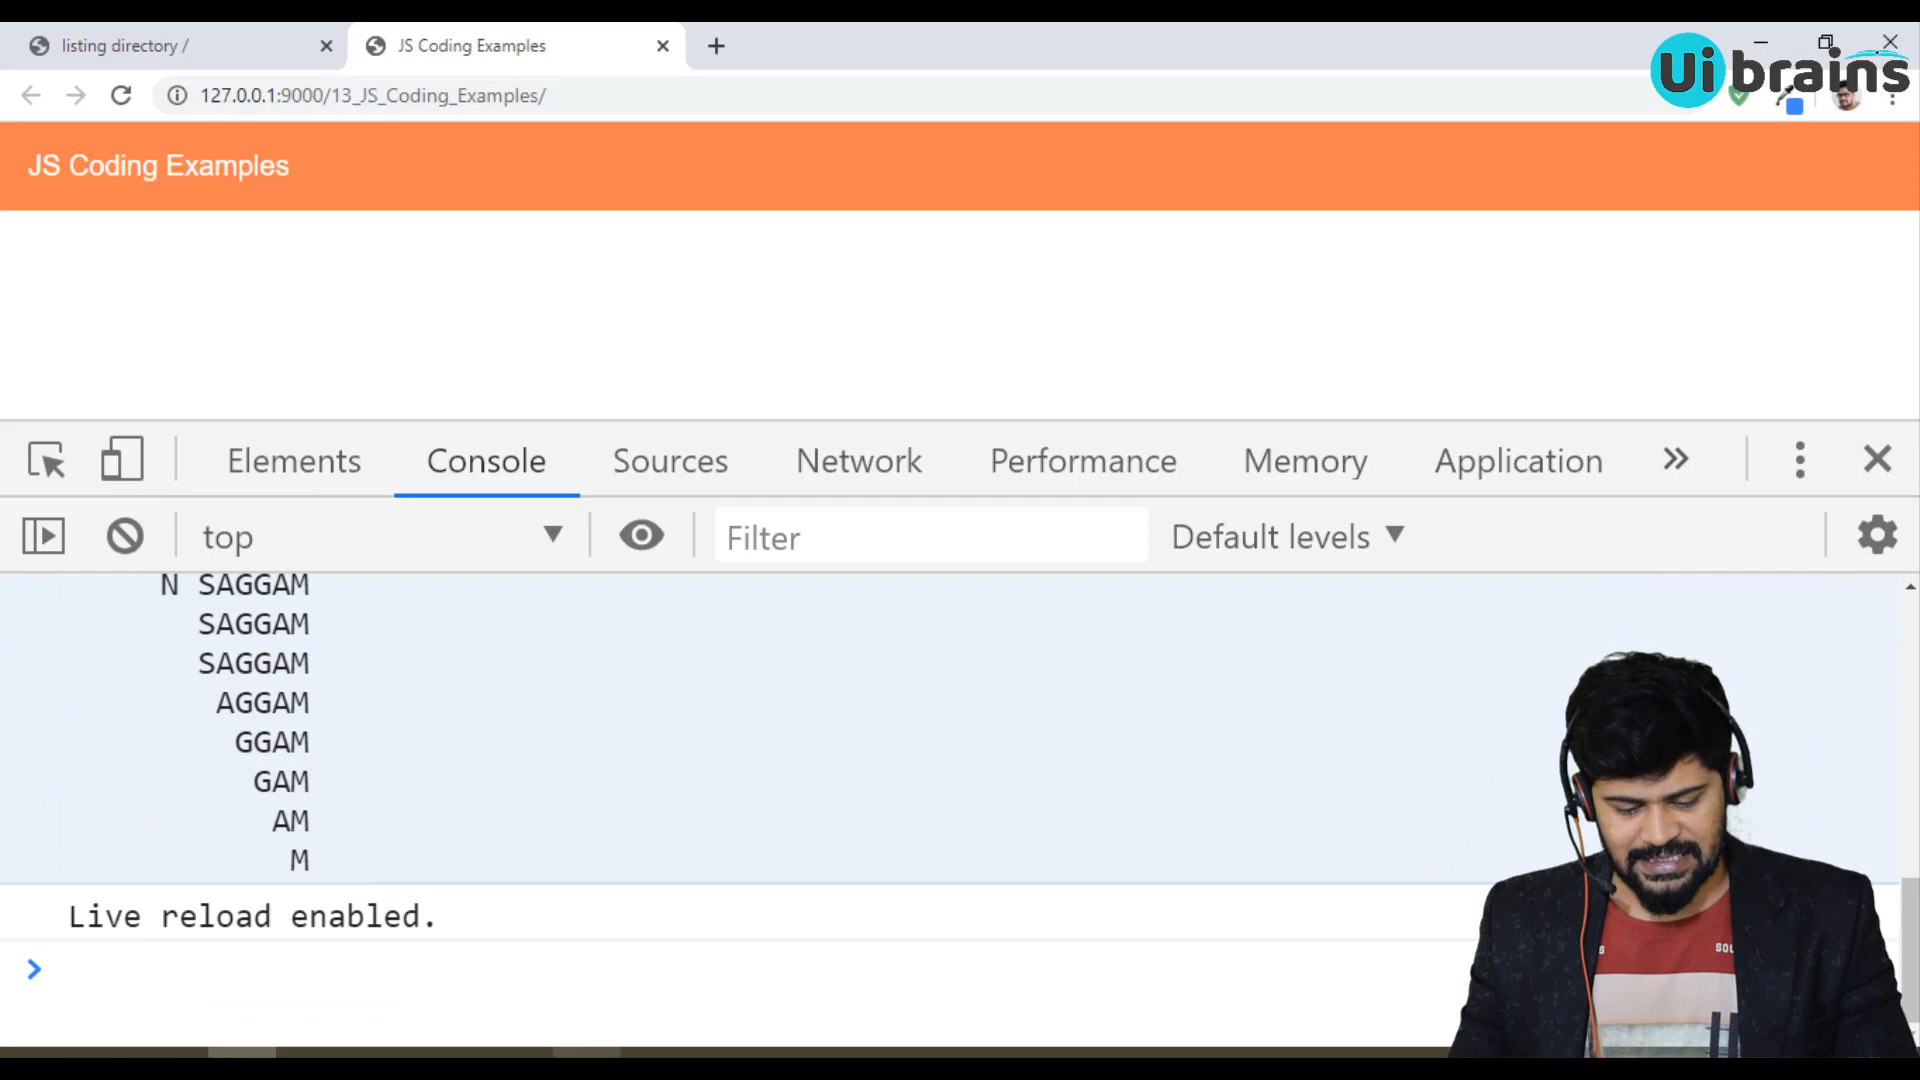 listing directory /
JS Coding Examples
Ui brains
127.0.0.1:9000/13_JS_Coding_Examples/
JS Coding Examples
Elements Console Sources Network Performance Memory Application
top Filter Default levels
N SAGGAM
SAGGAM
SAGGAM
AGGAM
GGAM
GAM
AM
M
Live reload enabled.
SOU